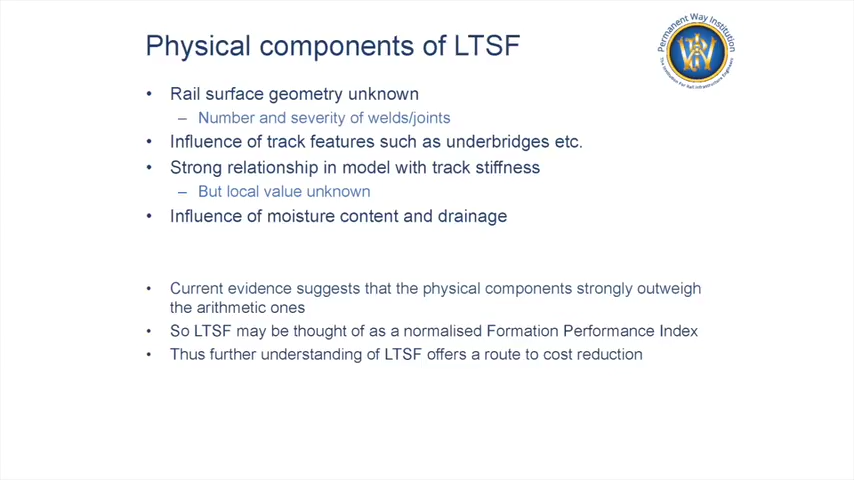 Physical components of LTSF
Permanent Way Institution
The Institution For Rail Infrastructure Engineers
• Rail surface geometry unknown
– Number and severity of welds/joints
• Influence of track features such as underbridges etc.
• Strong relationship in model with track stiffness
– But local value unknown
• Influence of moisture content and drainage
• Current evidence suggests that the physical components strongly outweigh
the arithmetic ones
• So LTSF may be thought of as a normalised Formation Performance Index
• Thus further understanding of LTSF offers a route to cost reduction